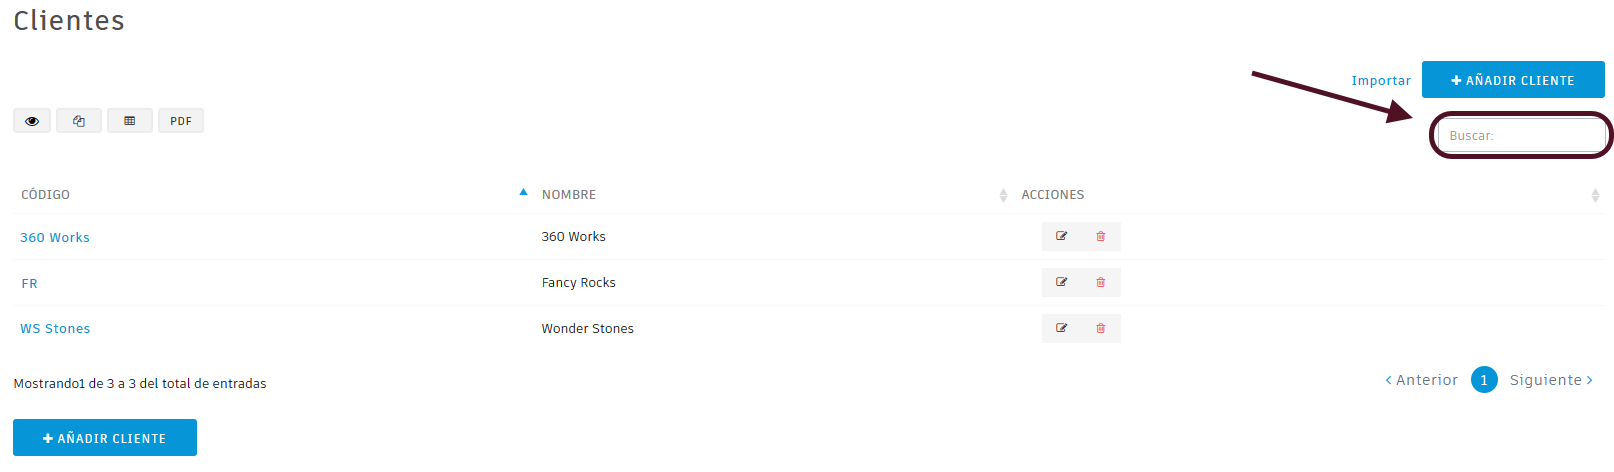 Clientes
Importar
AÑADIR CLIENTE
PDF
Buscar:
CÓDIGO NOMBRE ACCIONES
360 Works 360 Works
FR Fancy Rocks
WS Stones Wonder Stones
Mostrando1 de 3 a 3 del total de entradas
Anterior 1 Siguiente
AÑADIR CLIENTE